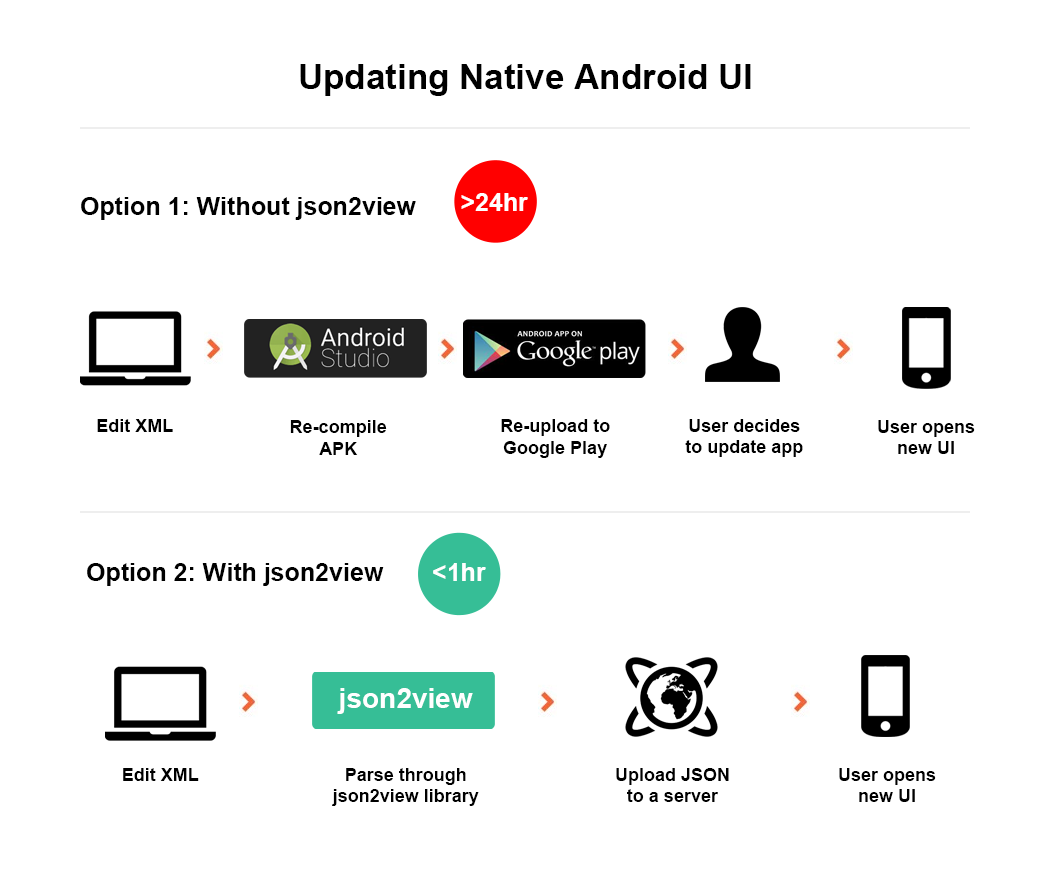 Updating Native Android UI
Option 1: Without json2view
>24hr
Android
Studio
ANDROID APP ON
Google play
Edit XML
Re-compile
APK
Re-upload to
Google Play
User decides
to update app
User opens
new UI
Option 2: With json2view
<1hr
json2view
Edit XML
Parse through
json2view library
Upload JSON
to a server
User opens
new UI